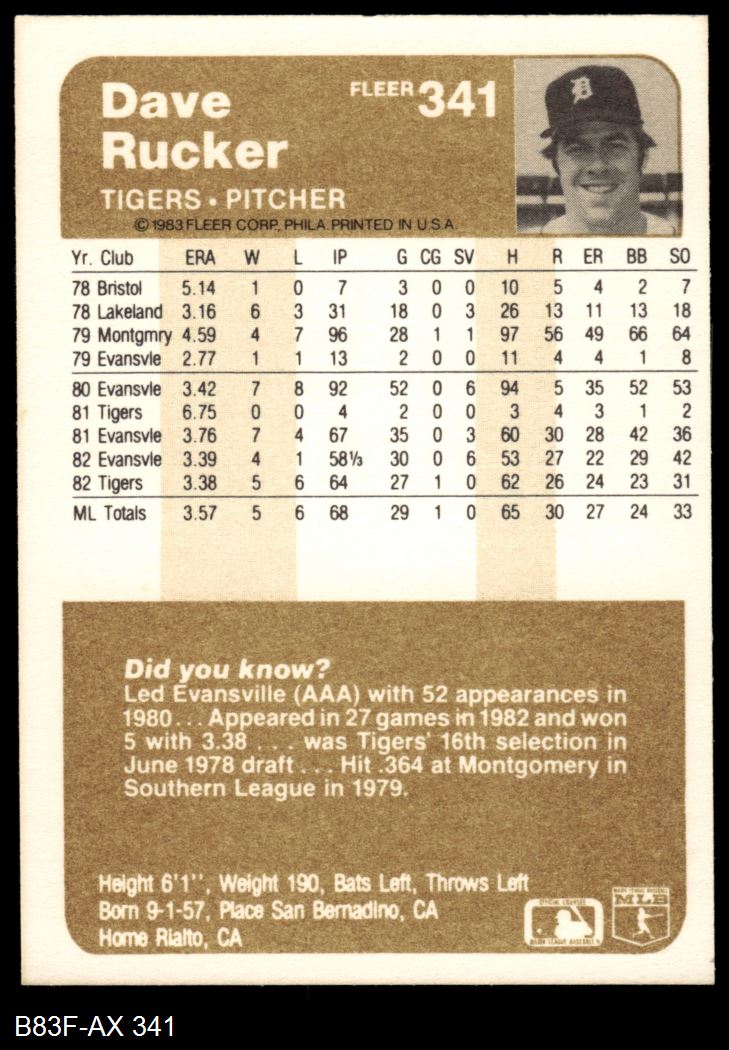 Dave
Rucker
FLEER 341
TIGERS • PITCHER
© 1983 FLEER CORP, PHILA PRINTED IN U.S.A.
Yr. Club ERA W L IP G CG SV H R ER BB SO
78 Bristol 5.14 1 0 7 3 0 0 10 5 4 2 7
78 Lakeland 3.16 6 3 31 18 0 3 26 13 11 13 18
79 Montgmry 4.59 4 7 96 28 1 1 97 56 49 66 64
79 Evansvle 2.77 1 1 13 2 0 0 11 4 4 1 8
80 Evansvle 3.42 7 8 92 52 0 6 94 5 35 52 53
81 Tigers 6.75 0 0 4 2 0 0 3 4 3 1 2
81 Evansvle 3.76 7 4 67 35 0 3 60 30 28 42 36
82 Evansvle 3.39 4 1 58⅓ 30 0 6 53 27 22 29 42
82 Tigers 3.38 5 6 64 27 1 0 62 26 24 23 31
ML Totals 3.57 5 6 68 29 1 0 65 30 27 24 33
Did you know?
Led Evansville (AAA) with 52 appearances in
1980 . . . Appeared in 27 games in 1982 and won
5 with 3.38 . . . was Tigers' 16th selection in
June 1978 draft . . . Hit .364 at Montgomery in
Southern League in 1979.
Height 6'1'', Weight 190, Bats Left, Throws Left
Born 9-1-57, Place San Bernadino, CA
Home Rialto, CA
OFFICIAL LICENSEE
MAJOR LEAGUE BASEBALL
MAJOR LEAGUE BASEBALL
MLB
B83F-AX 341